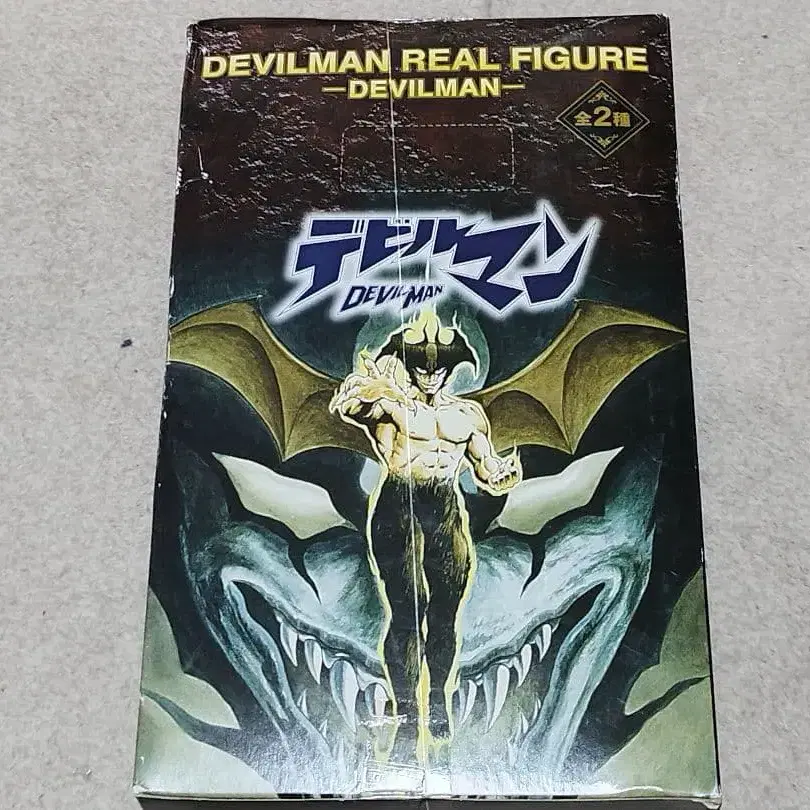 DEVILMAN REAL FIGURE
—DEVILMAN—
全2種
デビルマン
DEVILMAN